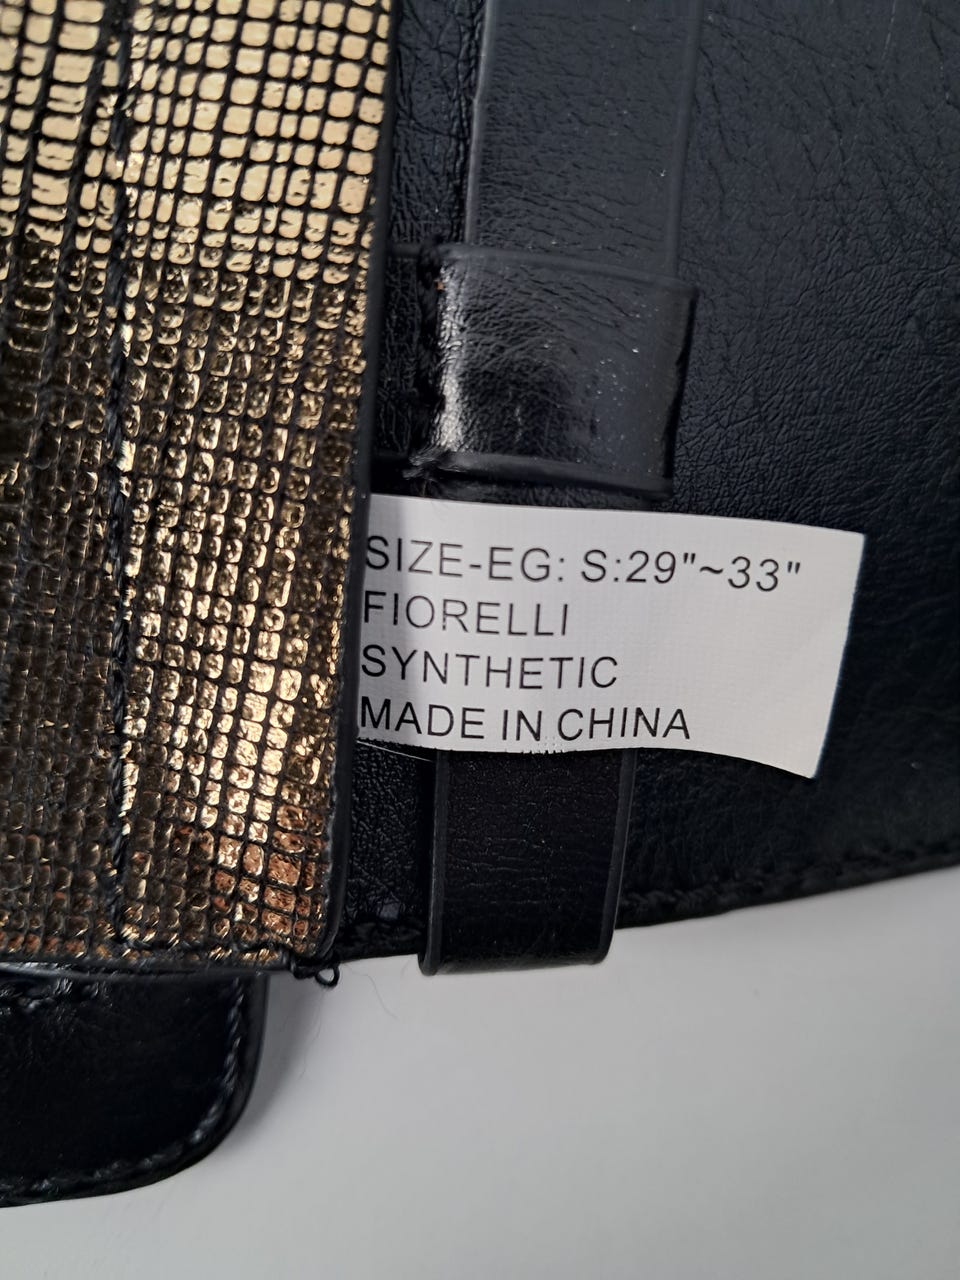 SIZE-EG: S:29"~33"
FIORELLI
SYNTHETIC
MADE IN CHINA